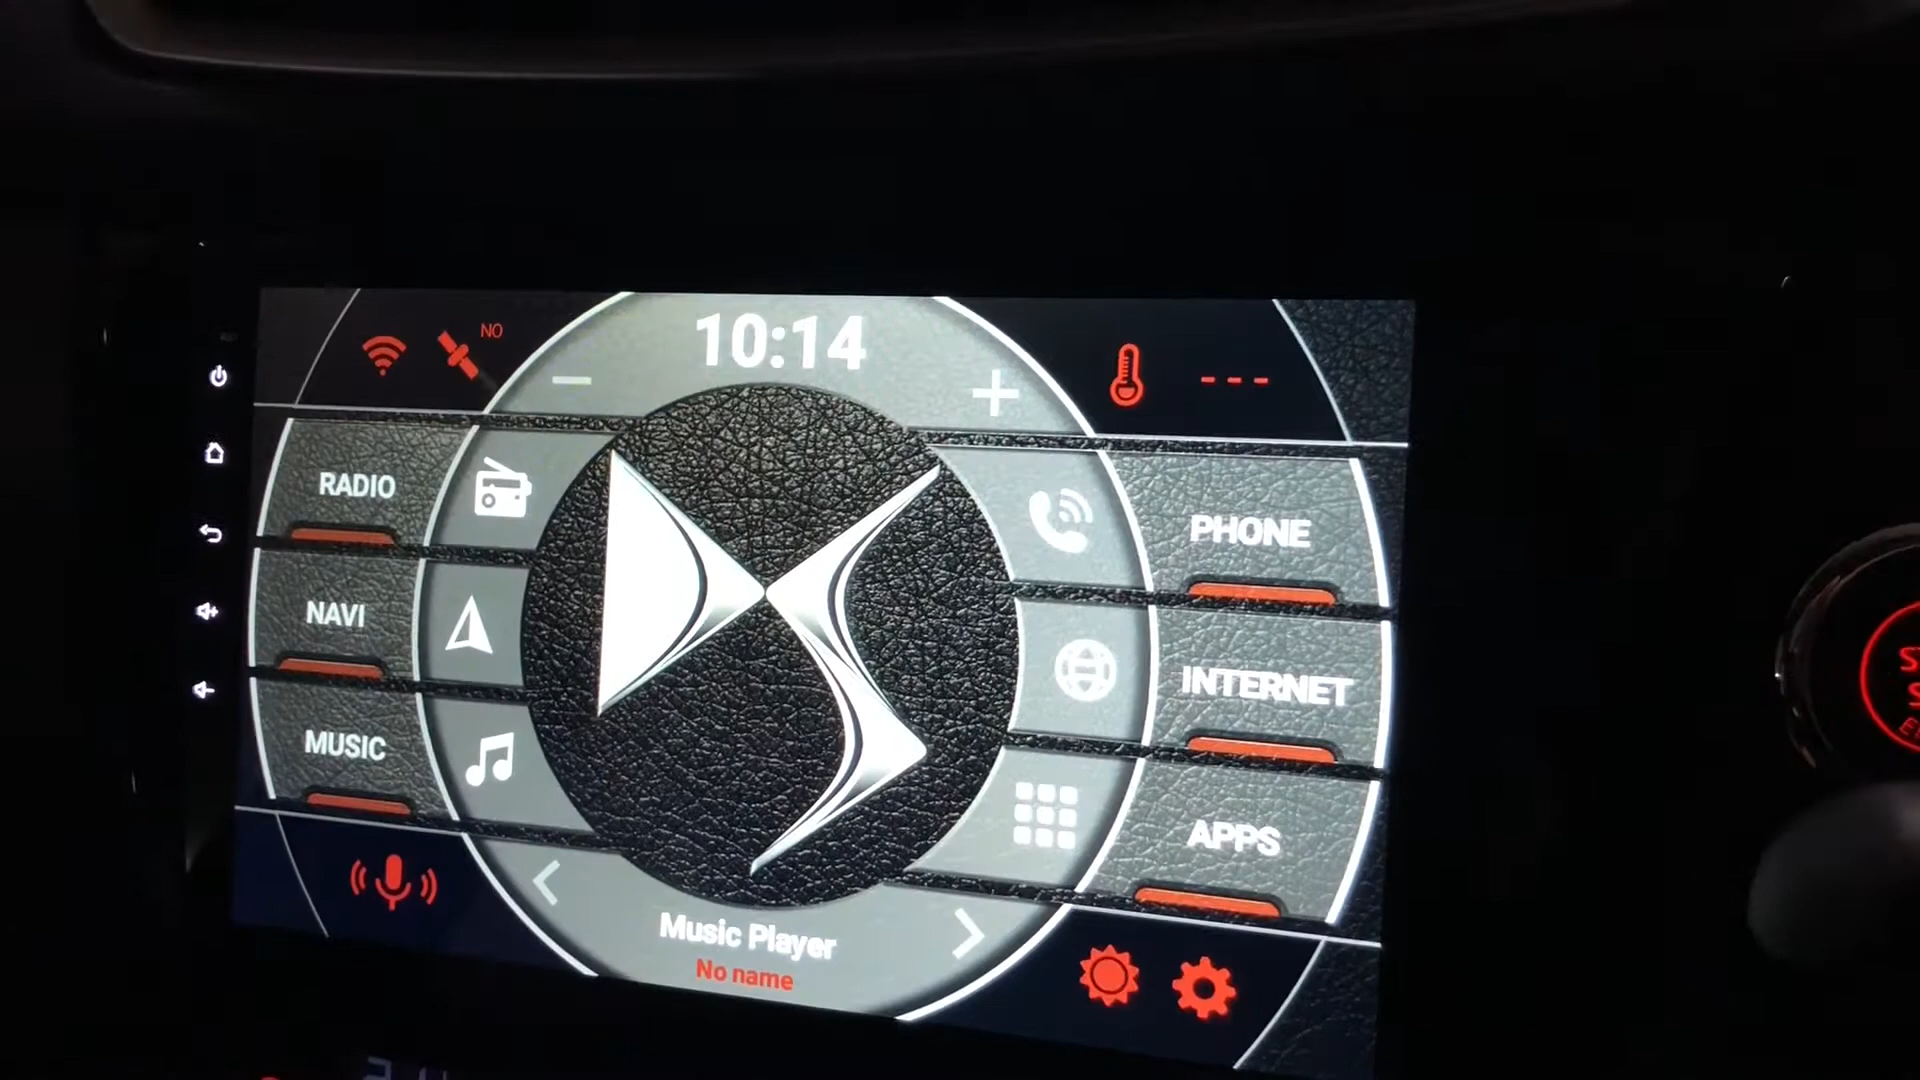 NO
10:14
RADIO
PHONE
NAVI
INTERNET
MUSIC
APPS
Music Player
No name